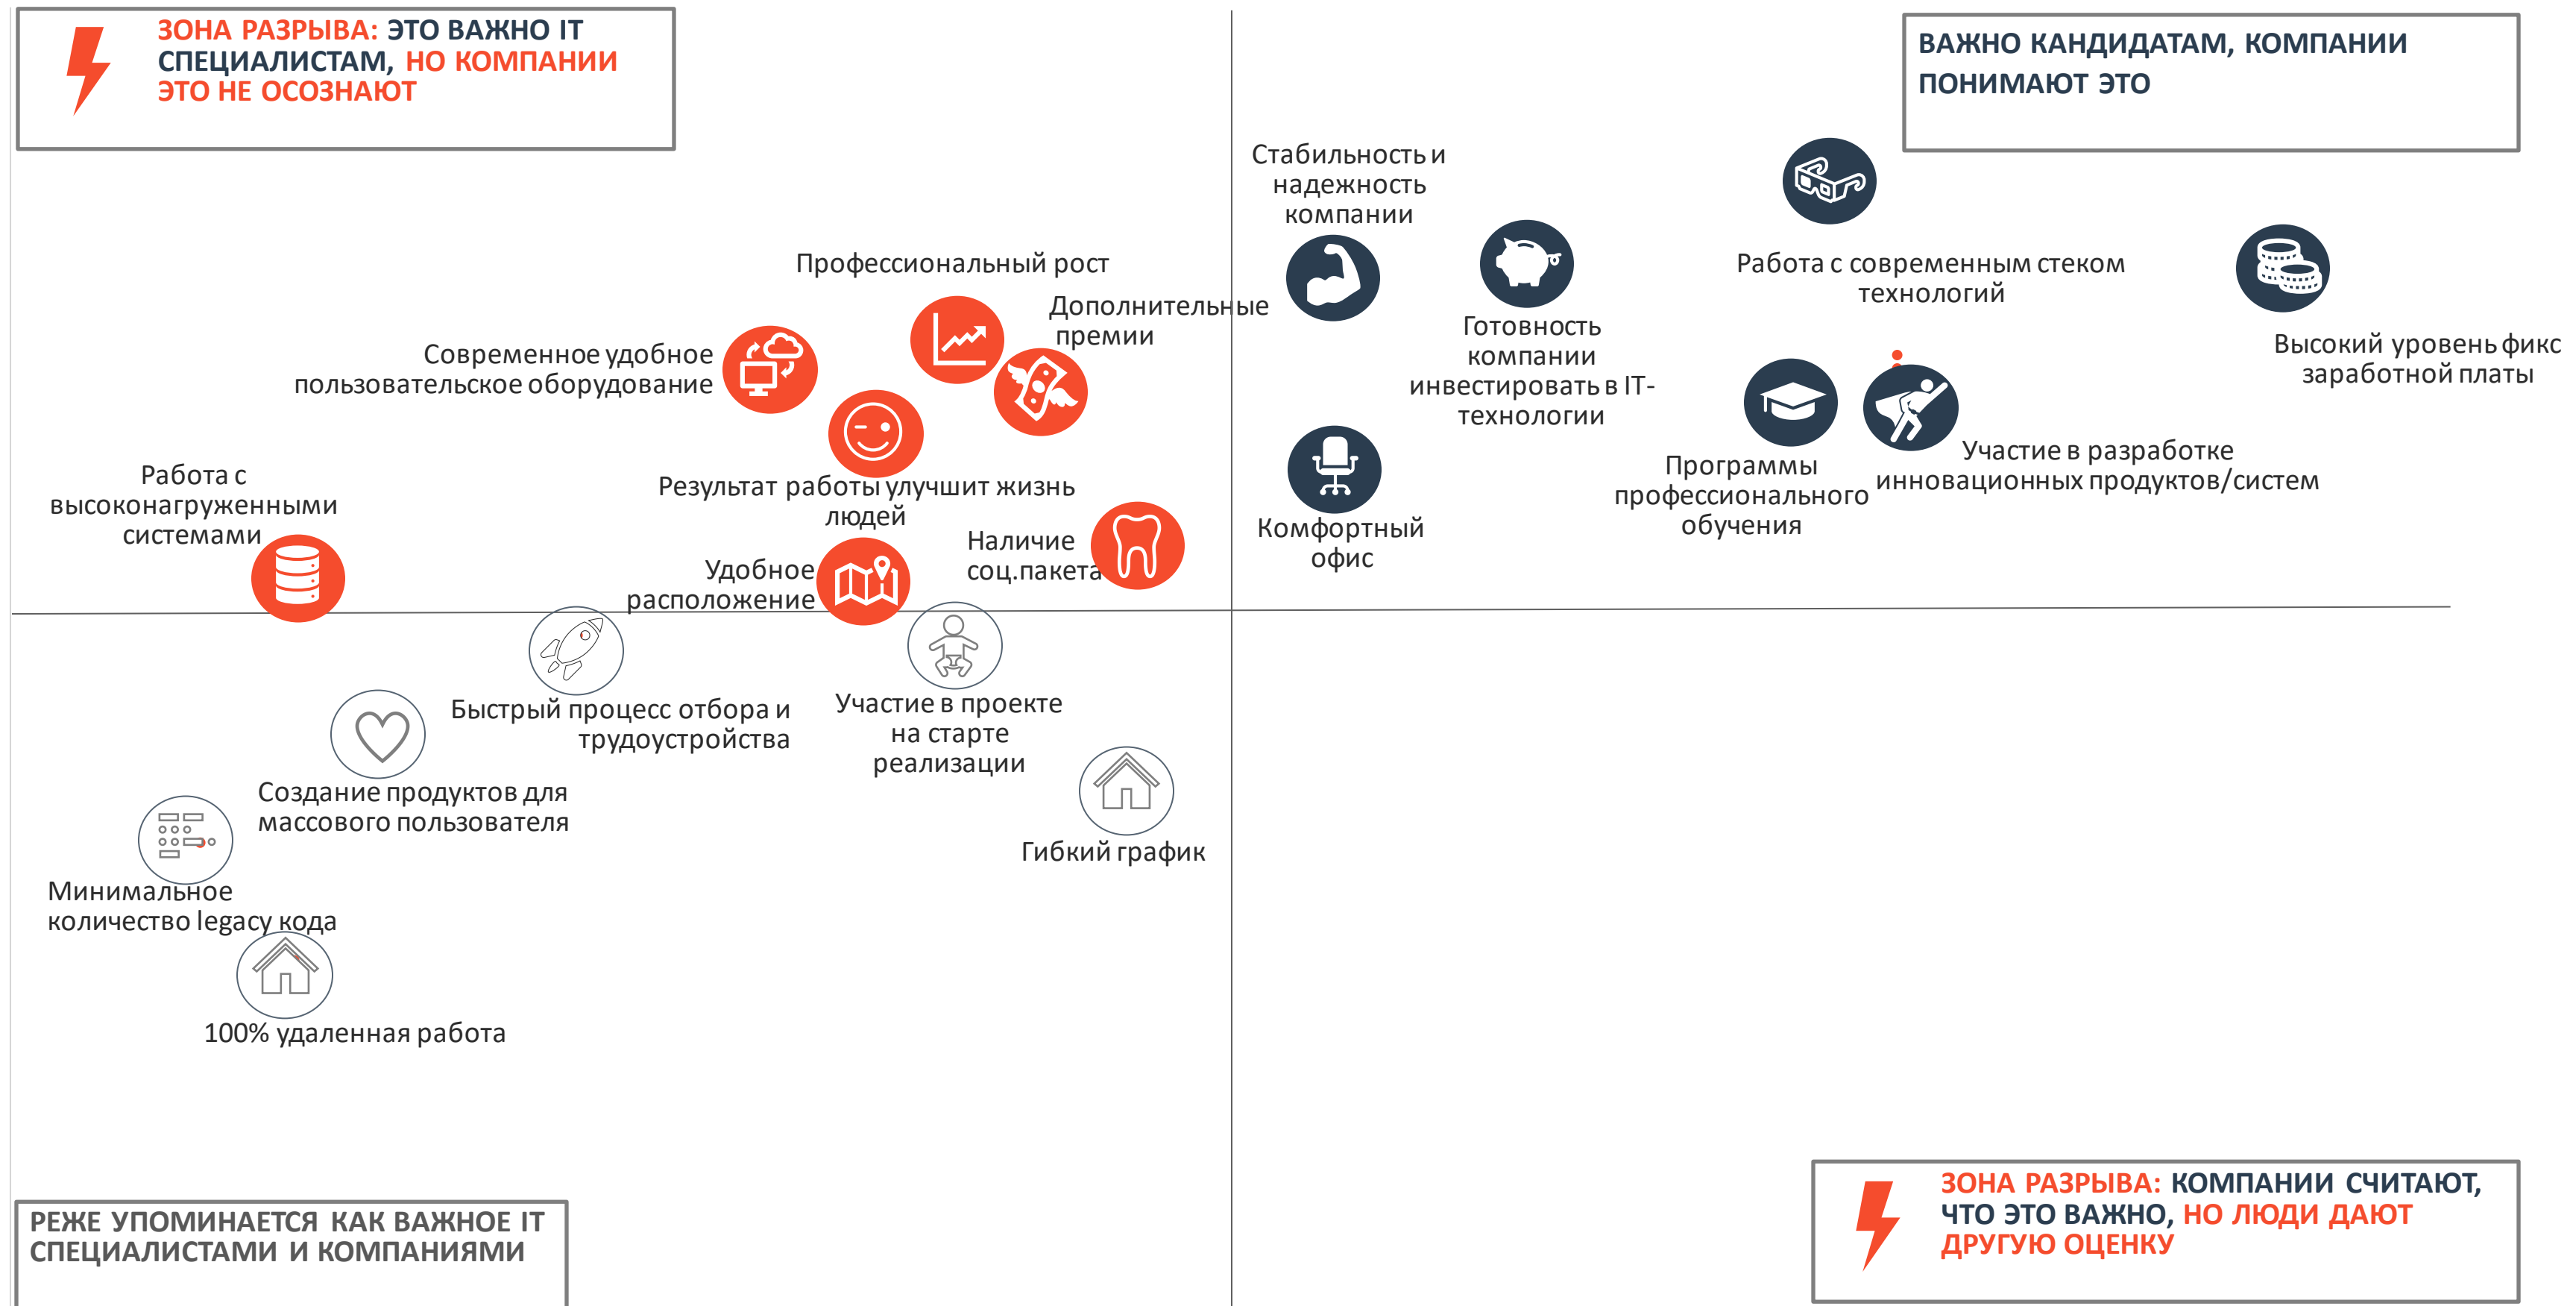 ЗОНА РАЗРЫВА: ЭТО ВАЖНО IT
СПЕЦИАЛИСТАМ, НО КОМПАНИИ
ЭТО НЕ ОСОЗНАЮТ
ВАЖНО КАНДИДАТАМ, КОМПАНИИ
ПОНИМАЮТ ЭТО
Стабильность и
надежность
компании
Профессиональный рост
Дополнительные
премии
Современное удобное
пользовательское оборудование
Готовность
компании
инвестировать в IT-
технологии
Работа с современным стеком
технологий
Высокий уровень фикс
заработной платы
Работа с
высоконагруженными
системами
Результат работы улучшит жизнь
людей
Наличие
соц.пакета
Удобное
расположение
Комфортный
офис
Программы
профессионального
обучения
Участие в разработке
инновационных продуктов/систем
Быстрый процесс отбора и
трудоустройства
Участие в проекте
на старте
реализации
Создание продуктов для
массового пользователя
Гибкий график
Минимальное
количество legacy кода
100% удаленная работа
РЕЖЕ УПОМИНАЕТСЯ КАК ВАЖНОЕ IT
СПЕЦИАЛИСТАМИ И КОМПАНИЯМИ
ЗОНА РАЗРЫВА: КОМПАНИИ СЧИТАЮТ,
ЧТО ЭТО ВАЖНО, НО ЛЮДИ ДАЮТ
ДРУГУЮ ОЦЕНКУ